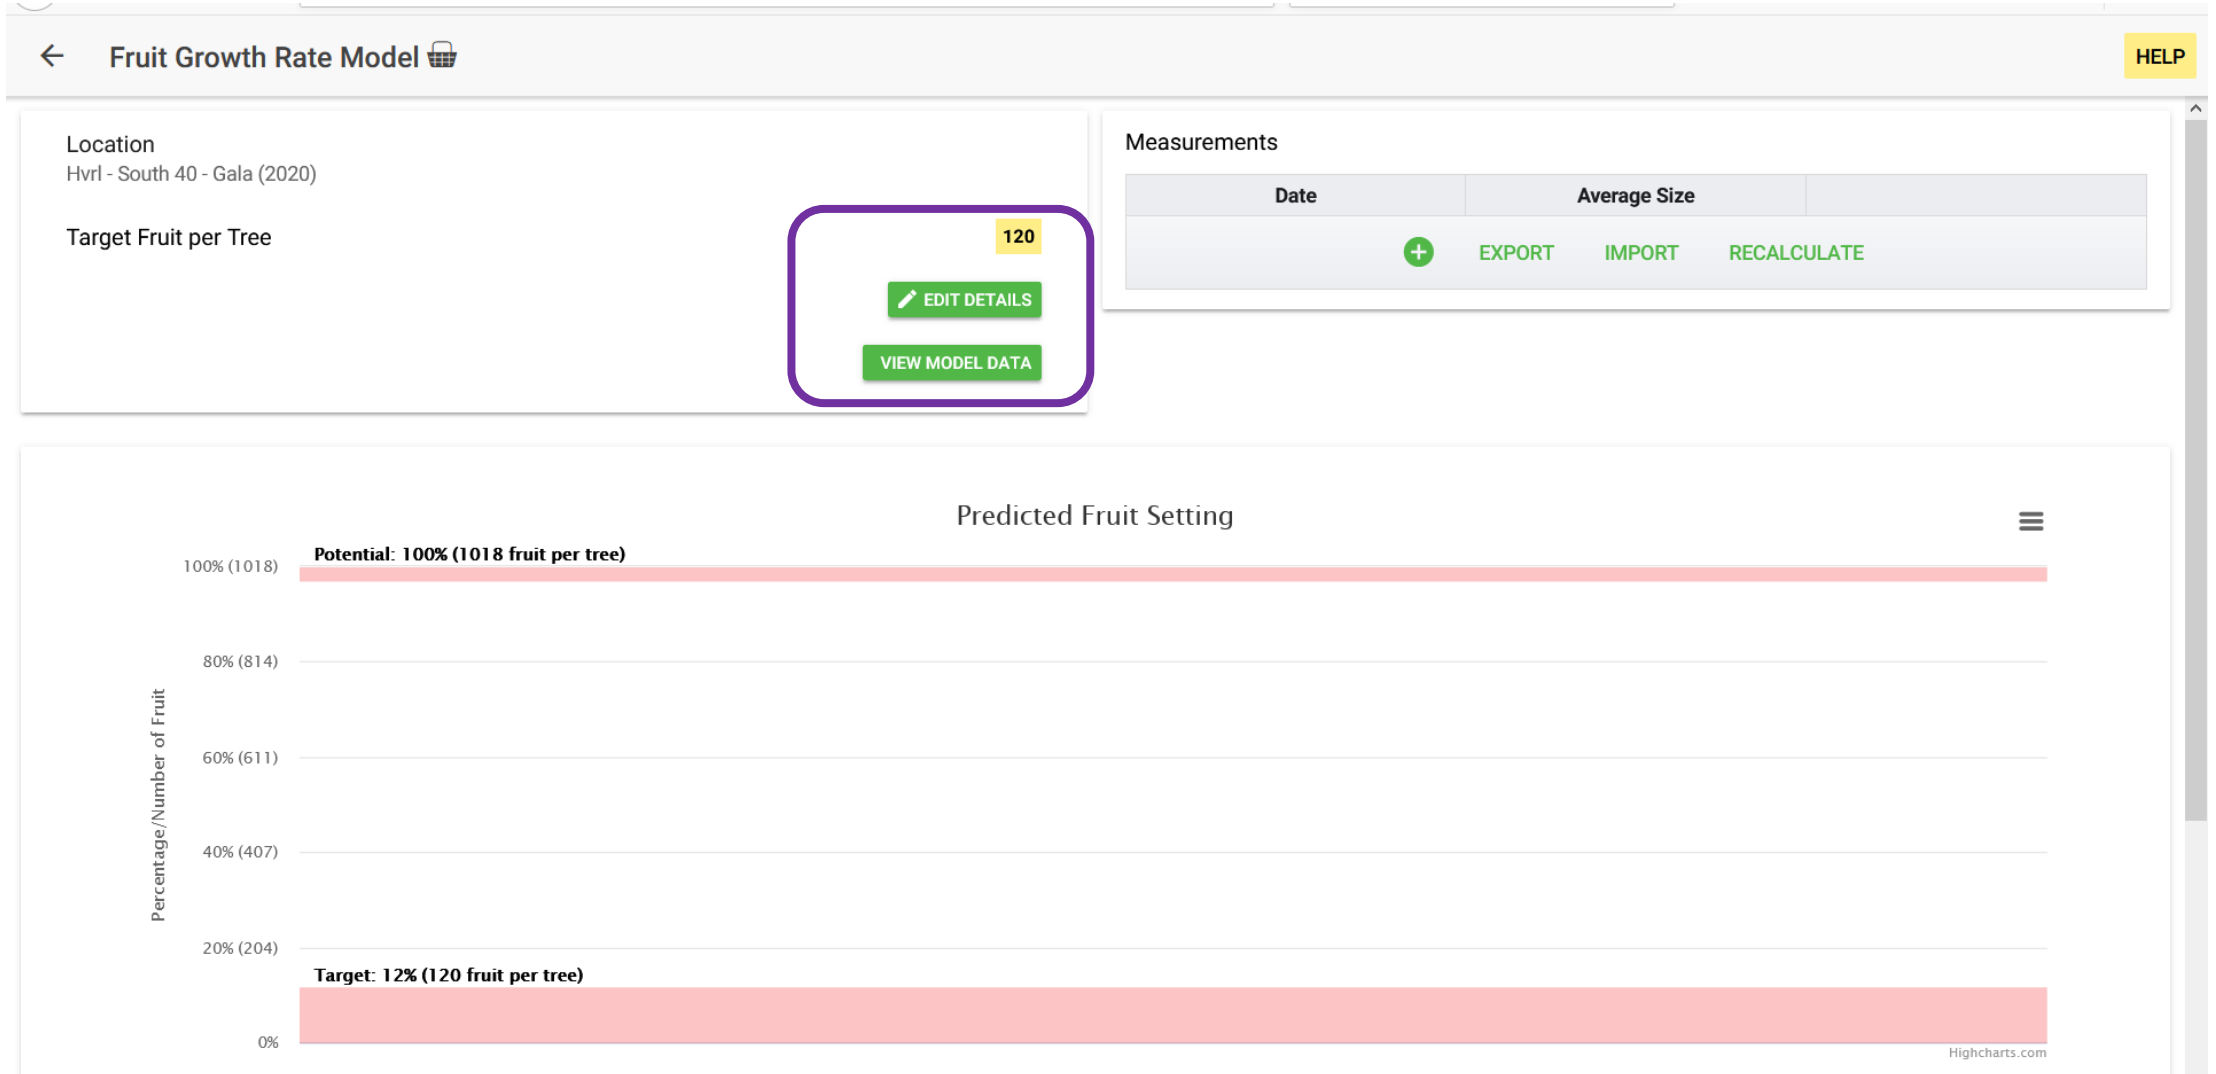 Fruit Growth Rate Model
HELP
Location
Hvrl - South 40 - Gala (2020)
Target Fruit per Tree
120
EDIT DETAILS
VIEW MODEL DATA
Measurements
Date Average Size
EXPORT IMPORT RECALCULATE
Predicted Fruit Setting
Potential: 100% (1018 fruit per tree)
100% (1018)
80% (814)
60% (611)
40% (407)
20% (204)
0%
Percentage/Number of Fruit
Target: 12% (120 fruit per tree)
Highcharts.com